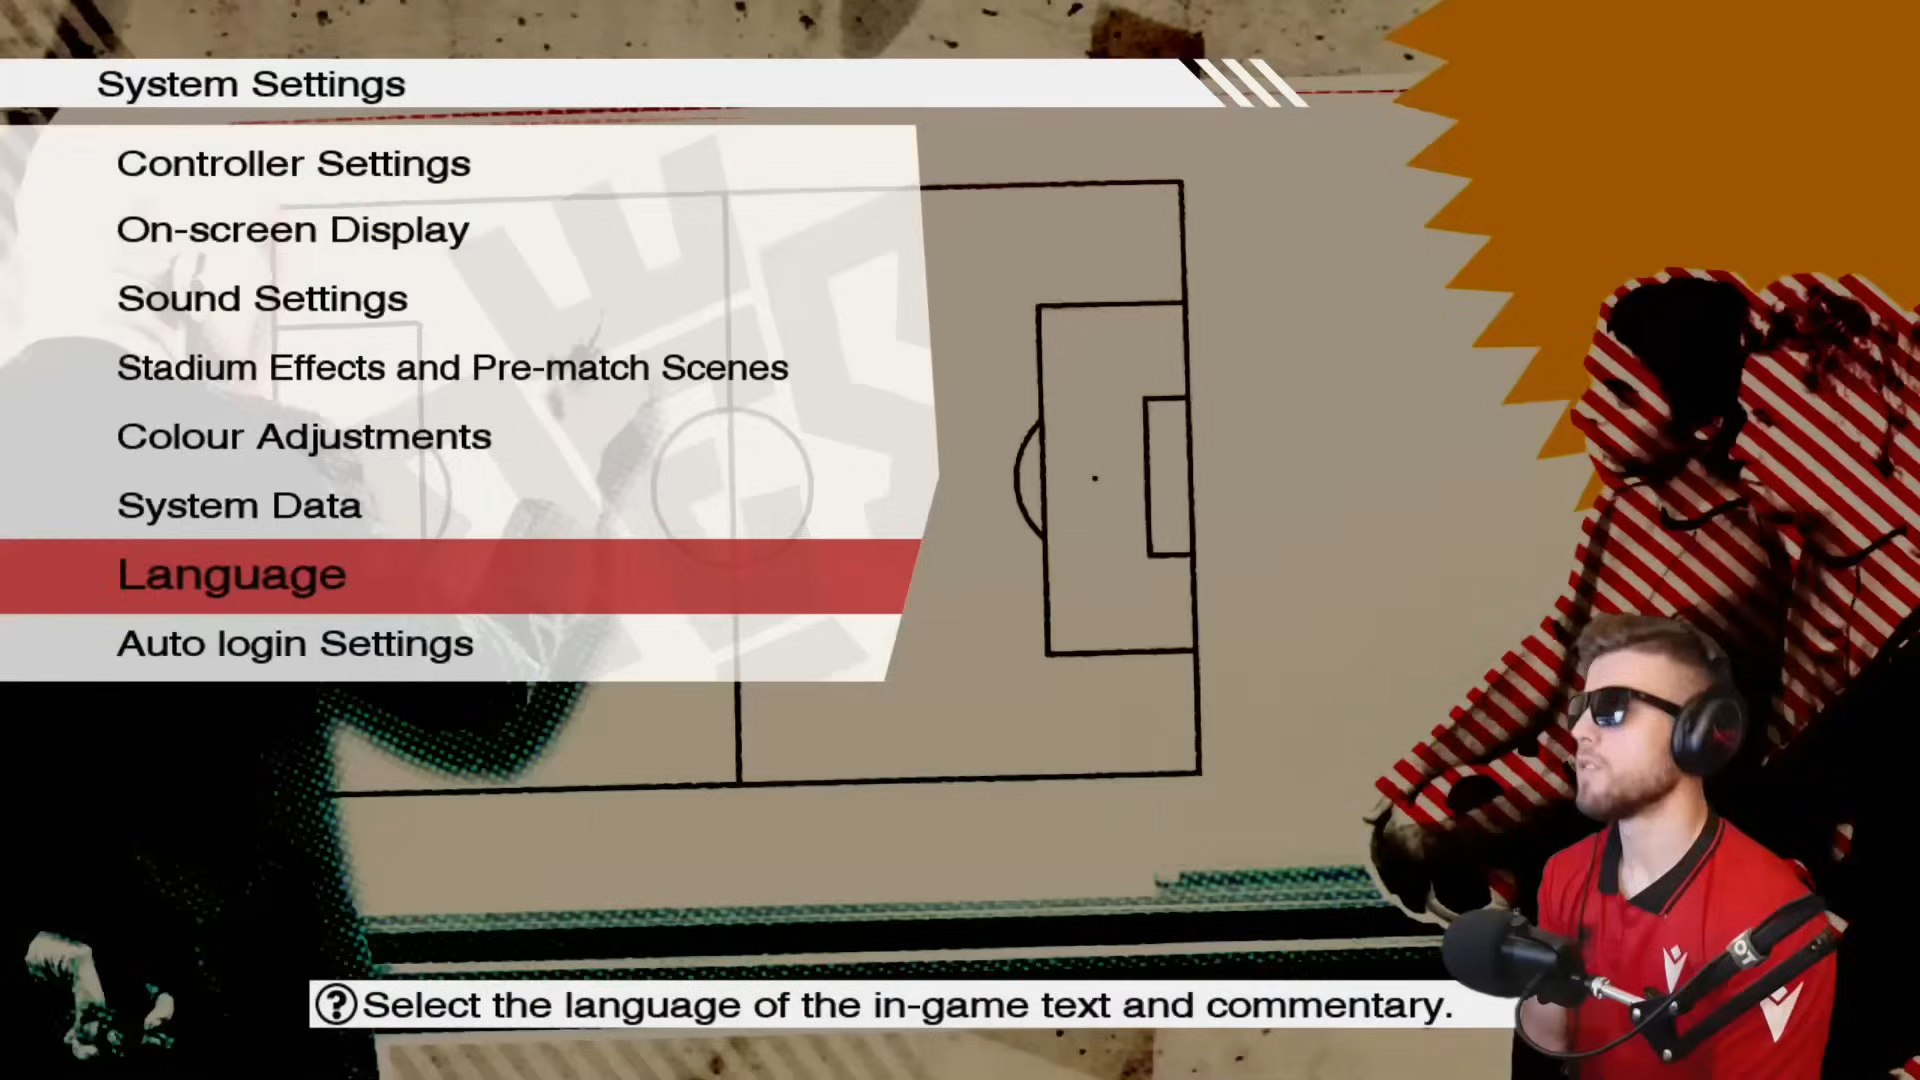 System Settings
Controller Settings
On-screen Display
Sound Settings
Stadium Effects and Pre-match Scenes
Colour Adjustments
System Data
Language
Auto login Settings
?Select the language of the in-game text and commentary.